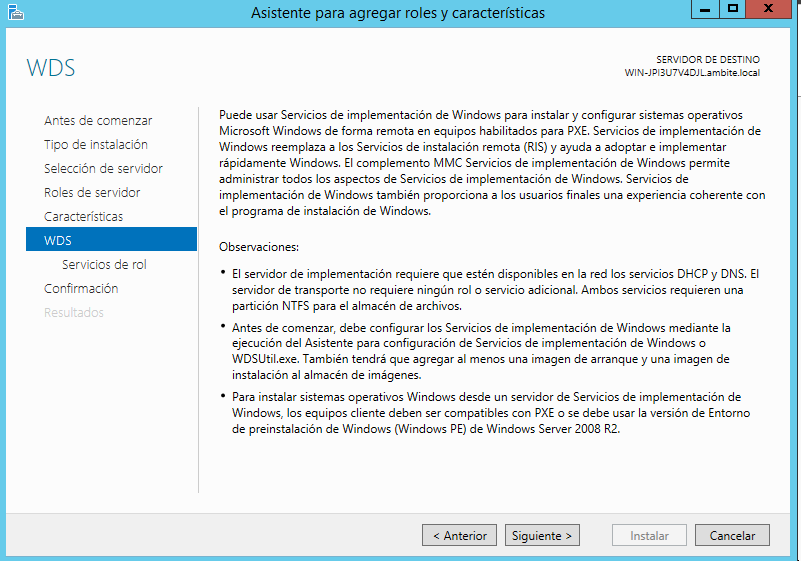 Asistente para agregar roles y características
WDS
SERVIDOR DE DESTINO
WIN-JPI3U7V4DJL.ambite.local
Antes de comenzar
Tipo de instalación
Selección de servidor
Roles de servidor
Características
WDS
Servicios de rol
Confirmación
Resultados
Puede usar Servicios de implementación de Windows para instalar y configurar sistemas operativos
Microsoft Windows de forma remota en equipos habilitados para PXE. Servicios de implementación de
Windows reemplaza a los Servicios de instalación remota (RIS) y ayuda a adoptar e implementar
rápidamente Windows. El complemento MMC Servicios de implementación de Windows permite
administrar todos los aspectos de Servicios de implementación de Windows. Servicios de
implementación de Windows también proporciona a los usuarios finales una experiencia coherente con
el programa de instalación de Windows.
Observaciones:
• El servidor de implementación requiere que estén disponibles en la red los servicios DHCP y DNS. El
servidor de transporte no requiere ningún rol o servicio adicional. Ambos servicios requieren una
partición NTFS para el almacén de archivos.
• Antes de comenzar, debe configurar los Servicios de implementación de Windows mediante la
ejecución del Asistente para configuración de Servicios de implementación de Windows o
WDSUtil.exe. También tendrá que agregar al menos una imagen de arranque y una imagen de
instalación al almacén de imágenes.
• Para instalar sistemas operativos Windows desde un servidor de Servicios de implementación de
Windows, los equipos cliente deben ser compatibles con PXE o se debe usar la versión de Entorno
de preinstalación de Windows (Windows PE) de Windows Server 2008 R2.
< Anterior
Siguiente >
Instalar
Cancelar